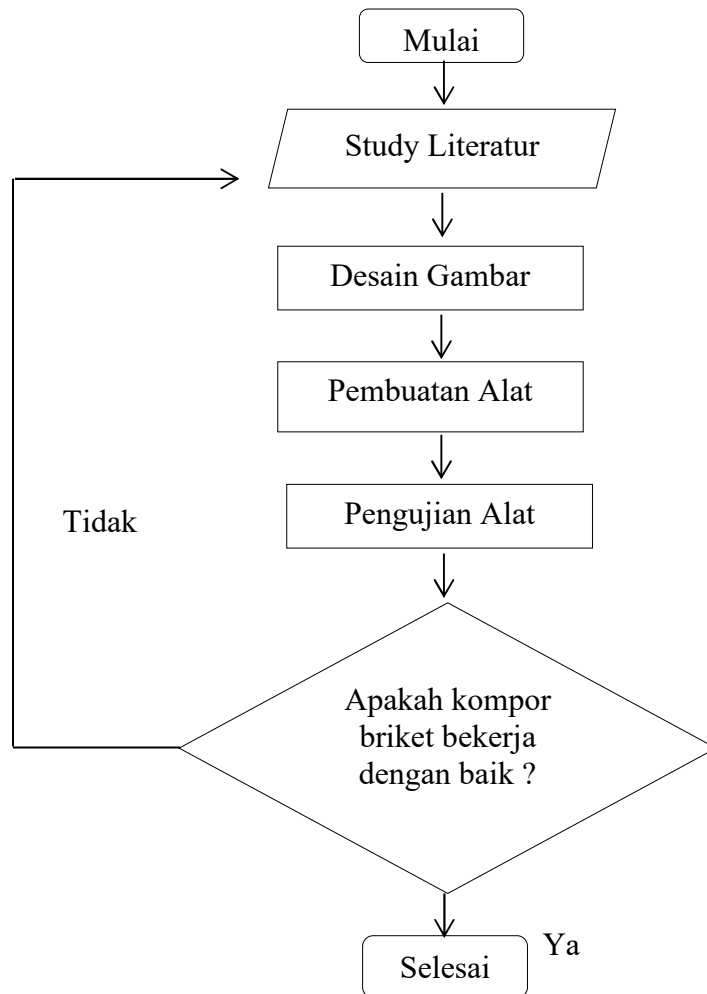 Mulai
Study Literatur
Desain Gambar
Pembuatan Alat
Pengujian Alat
Tidak
Apakah kompor
briket bekerja
dengan baik ?
Ya
Selesai